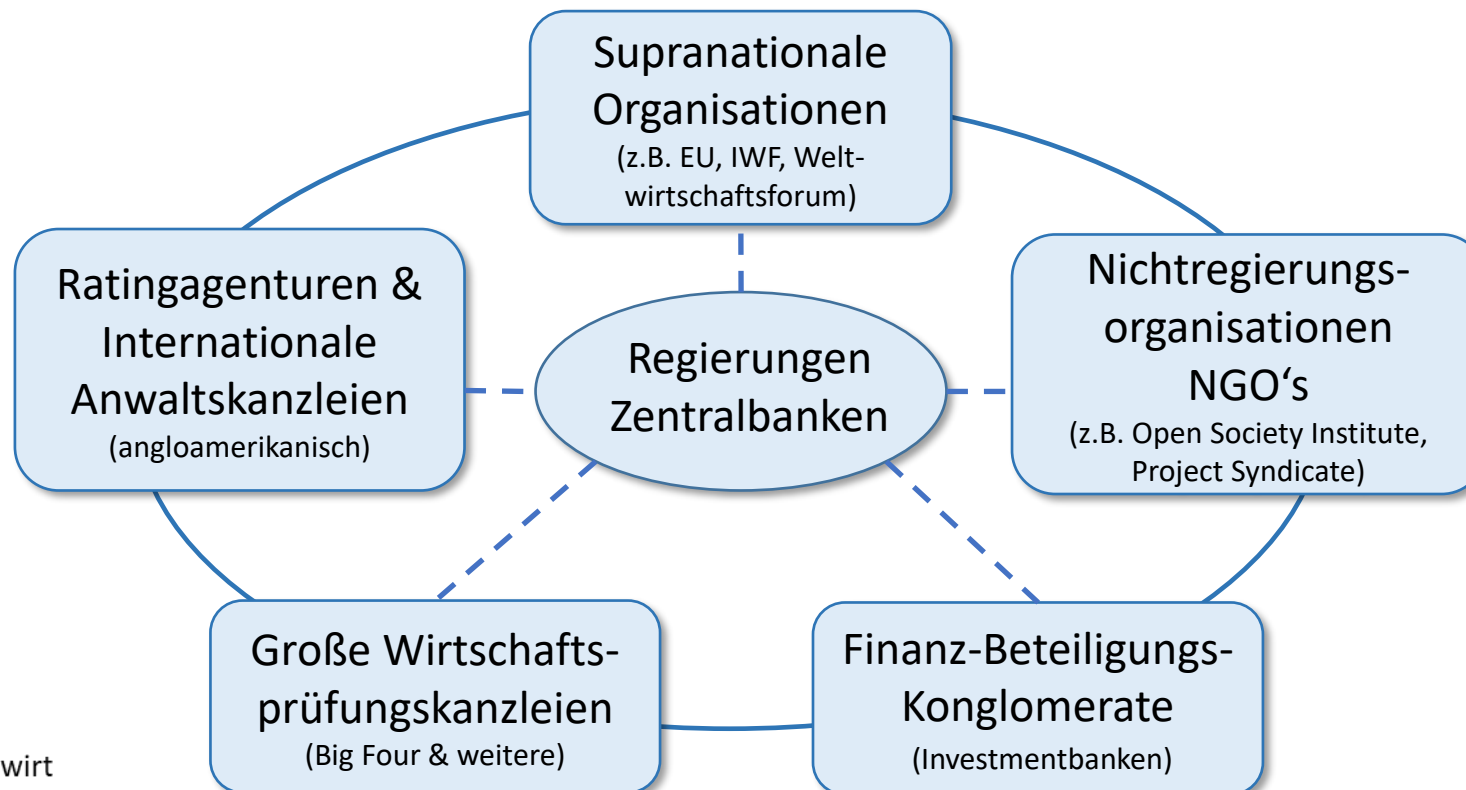 Supranationale
Organisationen
(z.B. EU, IWF, Welt-
wirtschaftsforum)
Ratingagenturen &
Internationale
Anwaltskanzleien
(angloamerikanisch)
Nichtregierungs-
organisationen
NGO‘s
(z.B. Open Society Institute,
Project Syndicate)
Regierungen
Zentralbanken
Große Wirtschafts-
prüfungskanzleien
(Big Four & weitere)
Finanz-Beteiligungs-
Konglomerate
(Investmentbanken)
wirt